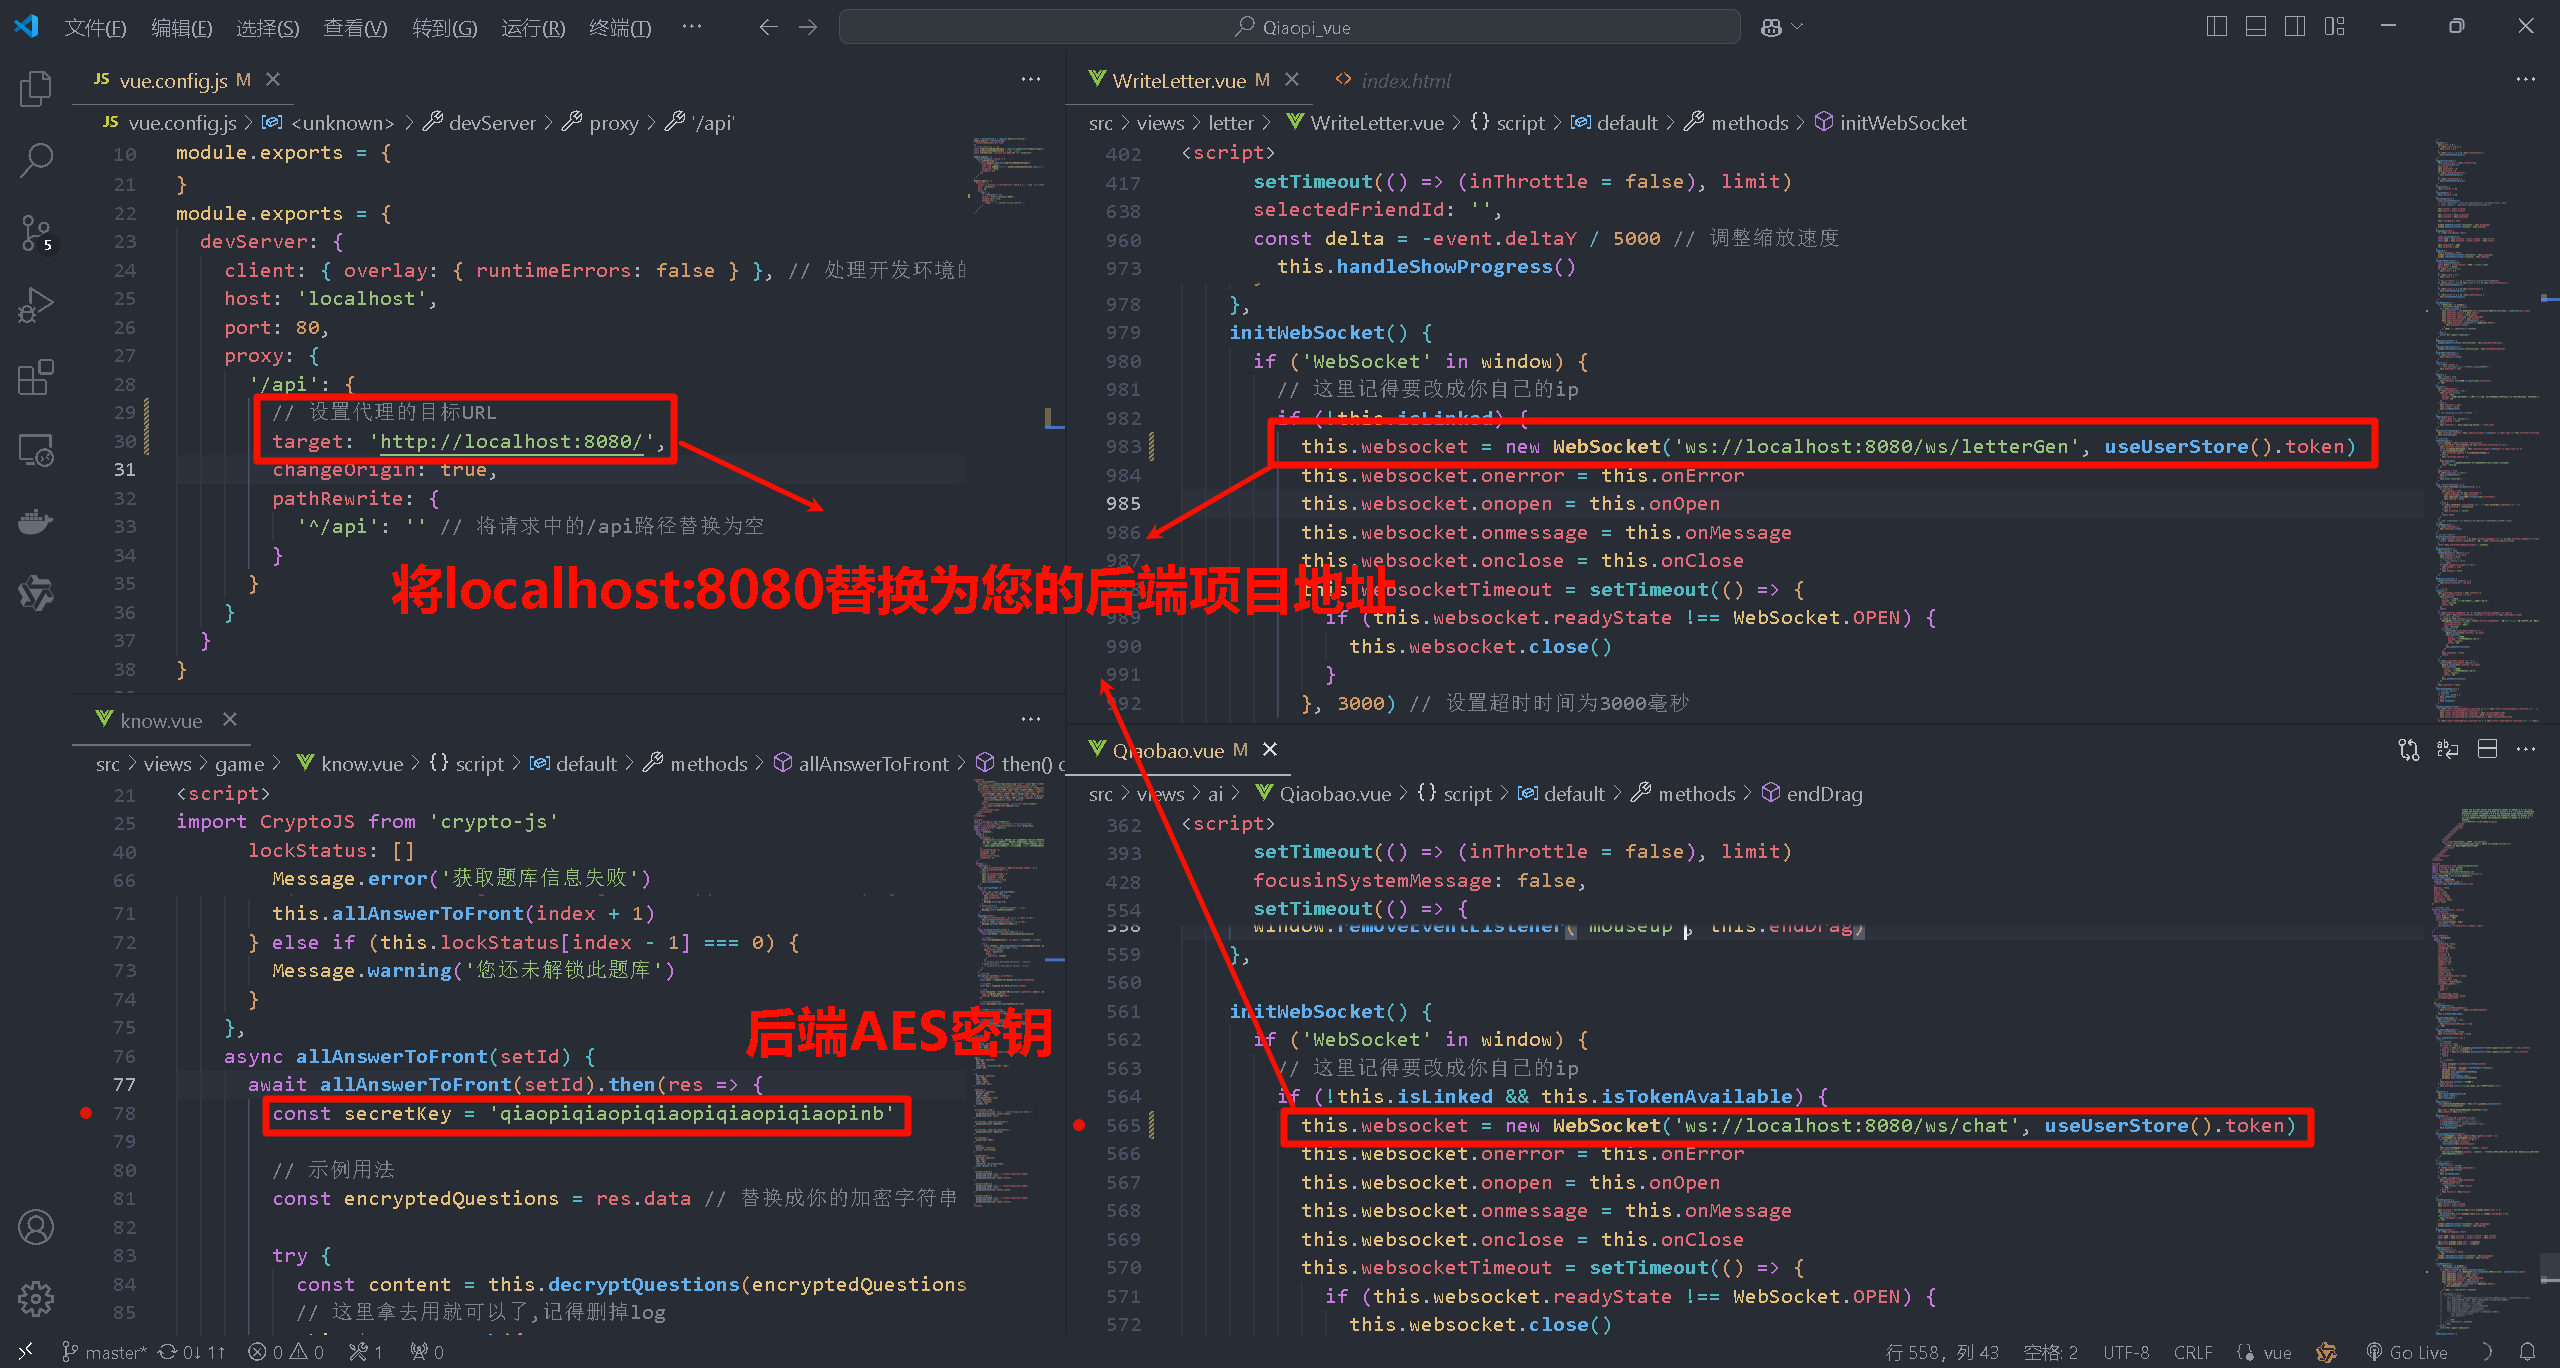 文件(F) 编辑(E) 选择(S) 查看(V) 转到(G) 运行(R) 终端(T) ··· Qiaopi_vue
JS vue.config.js M
JS vue.config.js > <unknown> > devServer > proxy > '/api'
10 module.exports = {
21 }
22 module.exports = {
23 devServer: {
24 client: { overlay: { runtimeErrors: false } }, // 处理开发环境的
25 host: 'localhost',
26 port: 80,
27 proxy: {
28 '/api': {
29 // 设置代理的目标URL
30 target: 'http://localhost:8080/',
31 changeOrigin: true,
32 pathRewrite: {
33 '^/api': '' // 将请求中的/api路径替换为空
34 }
35 }
36 }
37 }
38 }
WriteLetter.vue M index.html
src > views > letter > WriteLetter.vue > {} script > default > methods > initWebSocket
402 <script>
417 setTimeout(() => (inThrottle = false), limit)
638 selectedFriendId: '',
960 const delta = -event.deltaY / 5000 // 调整缩放速度
973 this.handleShowProgress()
978 },
979 initWebSocket() {
980 if ('WebSocket' in window) {
981 // 这里记得要改成你自己的ip
982 if (!this.isLinked) {
983 this.websocket = new WebSocket('ws://localhost:8080/ws/letterGen', useUserStore().token)
984 this.websocket.onerror = this.onError
985 this.websocket.onopen = this.onOpen
986 this.websocket.onmessage = this.onMessage
987 this.websocket.onclose = this.onClose
websocketTimeout = setTimeout(() => {
989 if (this.websocket.readyState !== WebSocket.OPEN) {
990 this.websocket.close()
991 }
992 }, 3000) // 设置超时时间为3000毫秒
将localhost:8080替换为您的后端项目地址
know.vue
src > views > game > know.vue > {} script > default > methods > allAnswerToFront > then() c
21 <script>
25 import CryptoJS from 'crypto-js'
40 lockStatus: []
66 Message.error('获取题库信息失败')
71 this.allAnswerToFront(index + 1)
72 } else if (this.lockStatus[index - 1] === 0) {
73 Message.warning('您还未解锁此题库')
74 }
75 },
76 async allAnswerToFront(setId) {
77 await allAnswerToFront(setId).then(res => {
78 const secretKey = 'qiaopiqiaopiqiaopiqiaopiqiaopinb'
79
80 // 示例用法
81 const encryptedQuestions = res.data // 替换成你的加密字符串
82
83 try {
84 const content = this.decryptQuestions(encryptedQuestions
85 // 这里拿去用就可以了,记得删掉log
后端AES密钥
Qiaobao.vue M
src > views > ai > Qiaobao.vue > {} script > default > methods > endDrag
362 <script>
393 setTimeout(() => (inThrottle = false), limit)
428 focusinSystemMessage: false,
554 setTimeout(() => {
558 window.removeEventListener('mouseup', this.endDrag)
559 },
560
561 initWebSocket() {
562 if ('WebSocket' in window) {
563 // 这里记得要改成你自己的ip
564 if (!this.isLinked && this.isTokenAvailable) {
565 this.websocket = new WebSocket('ws://localhost:8080/ws/chat', useUserStore().token)
566 this.websocket.onerror = this.onError
567 this.websocket.onopen = this.onOpen
568 this.websocket.onmessage = this.onMessage
569 this.websocket.onclose = this.onClose
570 this.websocketTimeout = setTimeout(() => {
571 if (this.websocket.readyState !== WebSocket.OPEN) {
572 this.websocket.close()
5
master* 0↓ 1↑ 0 0 1 0 行 558, 列 43 空格: 2 UTF-8 CRLF vue Go Live